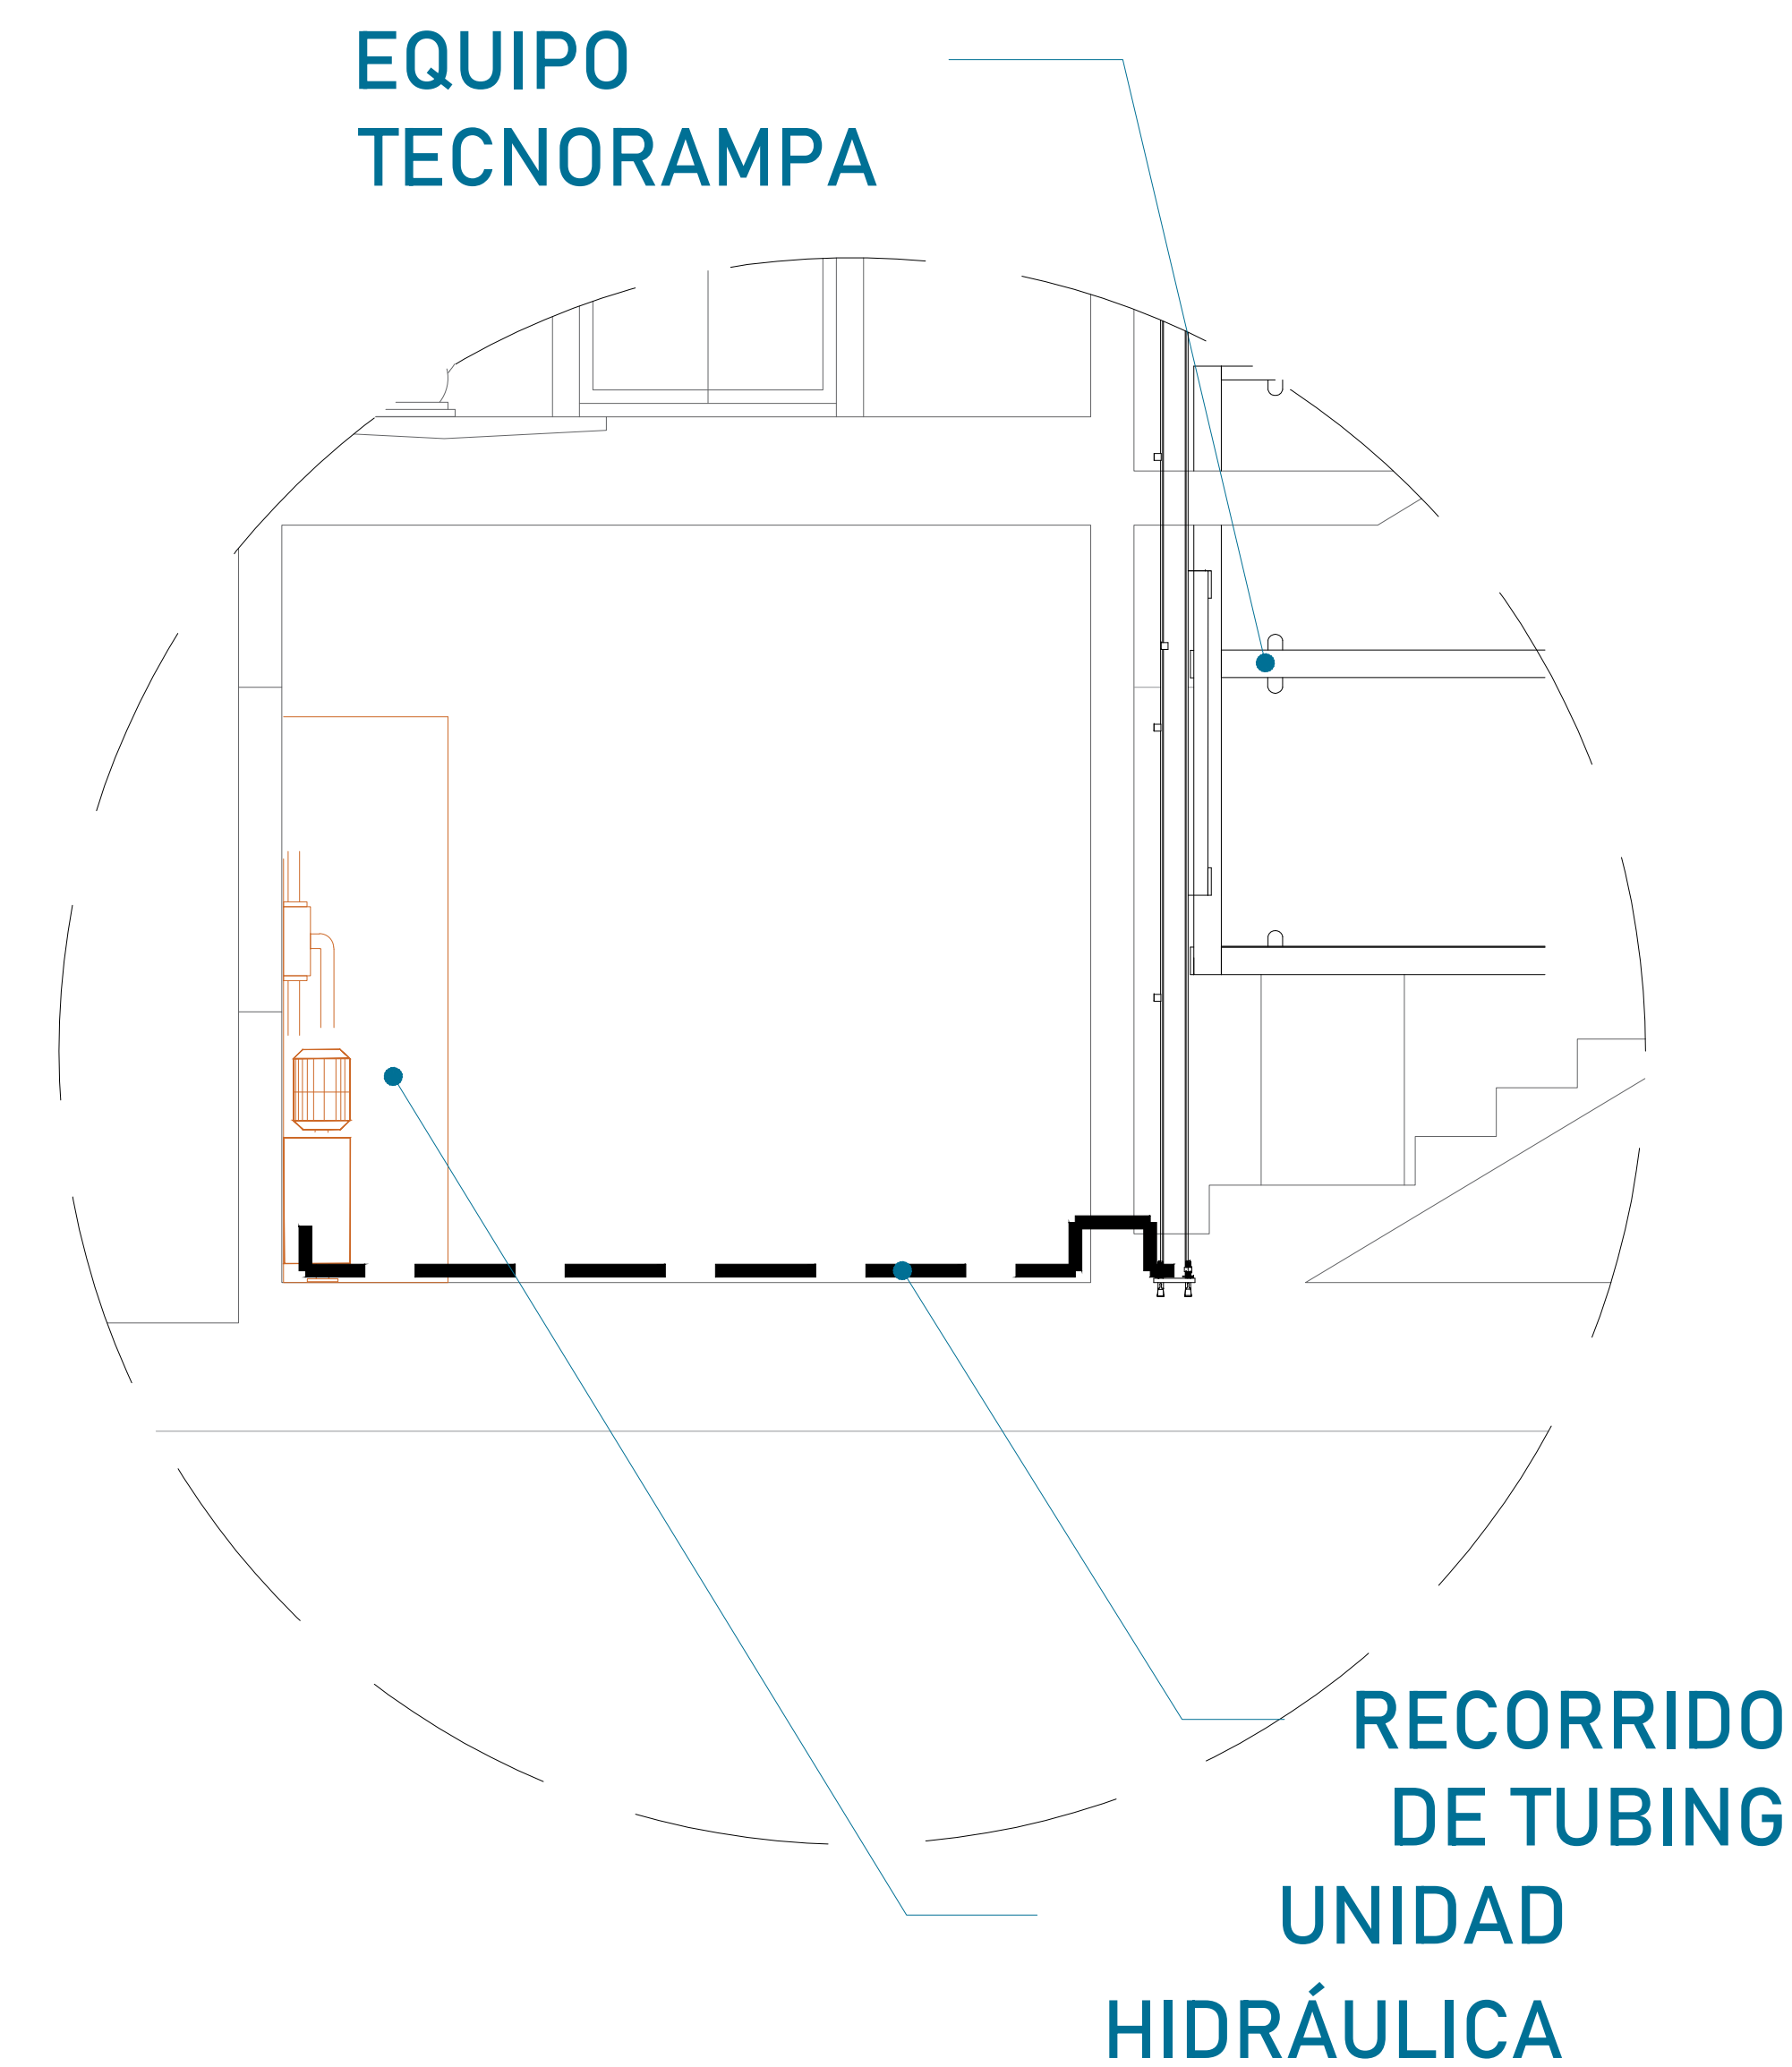 EQUIPO
TECNORAMPA
RECORRIDO
DE TUBING
UNIDAD
HIDRÁULICA